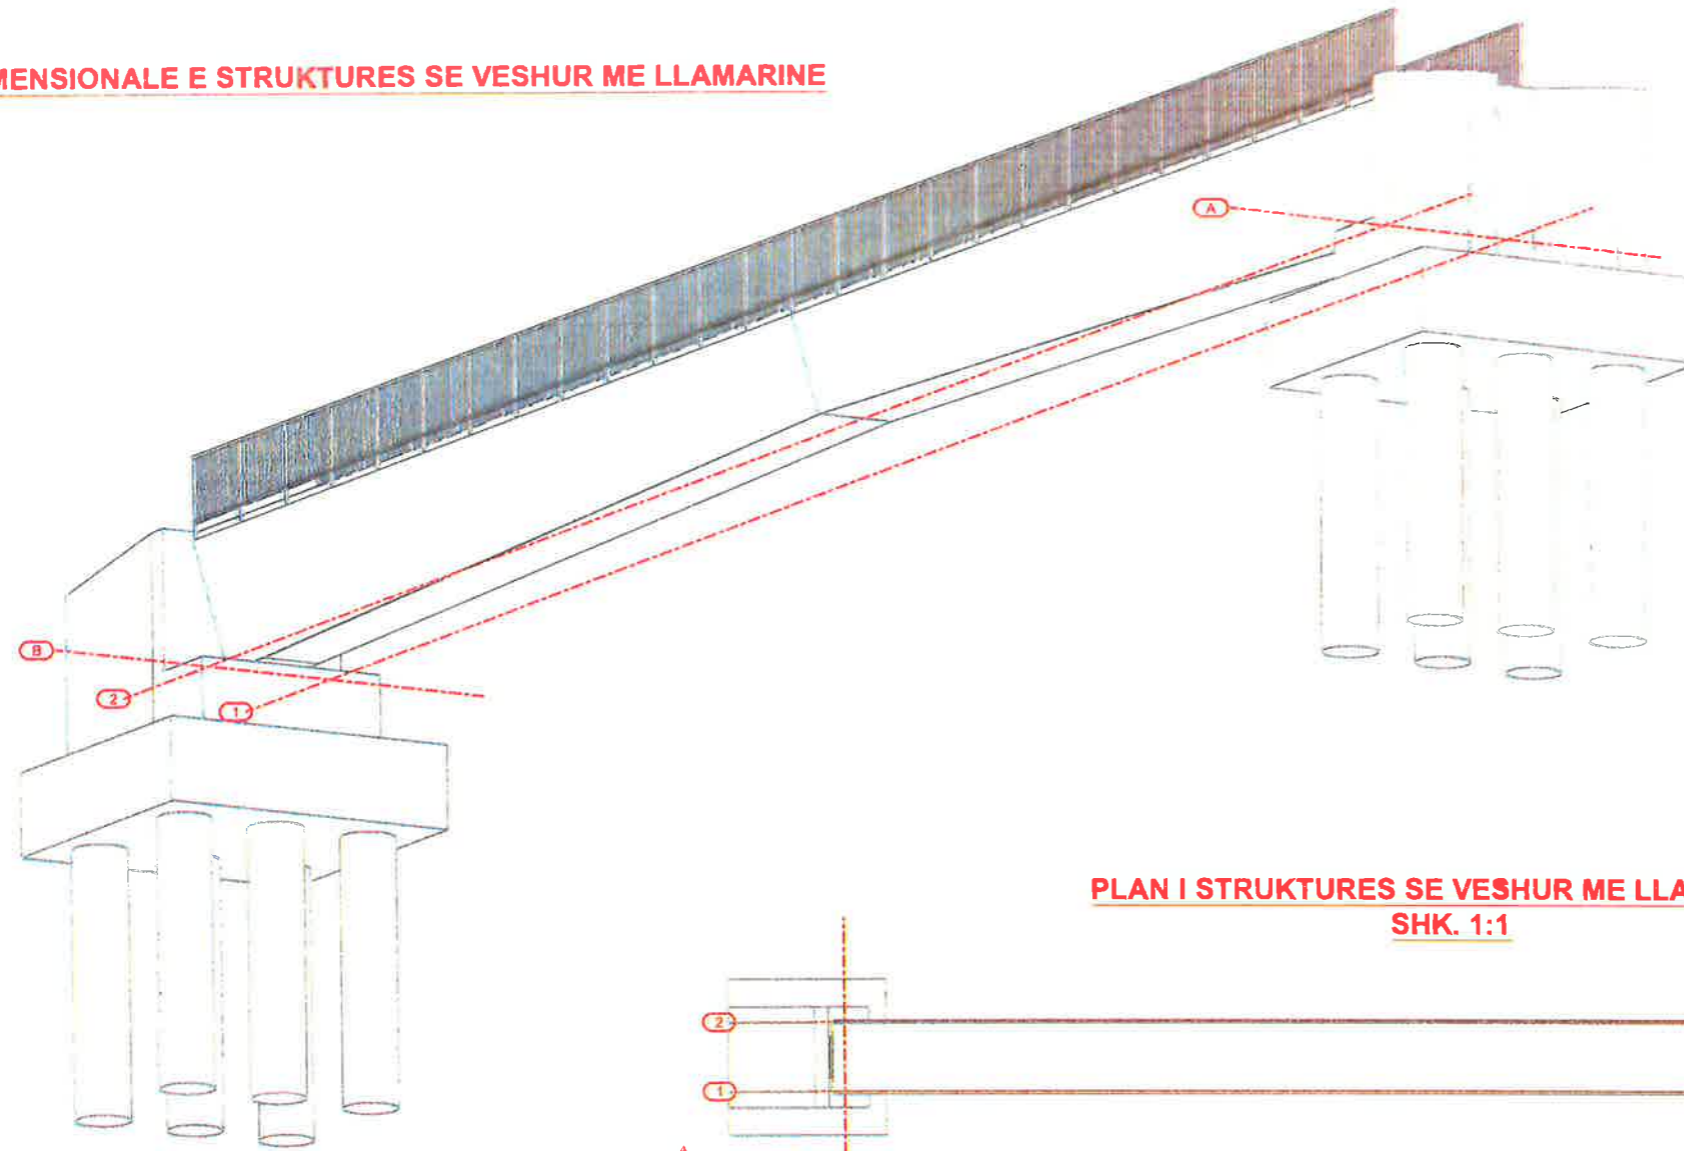 MENSIONALE E STRUKTURES SE VESHUR ME LLAMARINE
A
B
2
1
PLAN I STRUKTURES SE VESHUR ME LLA
SHK. 1:1
2
1
A